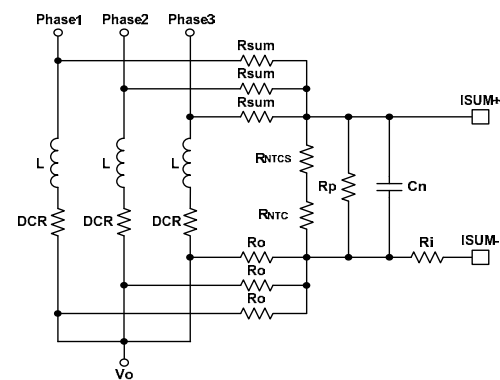 Phase1 Phase2 Phase3
Rsum
Rsum
Rsum
ISUM+
L L L
RNTCS
Rp
Cn
DCR DCR DCR
RNTC
Ro
Ri
ISUM-
Ro
Ro
Vo